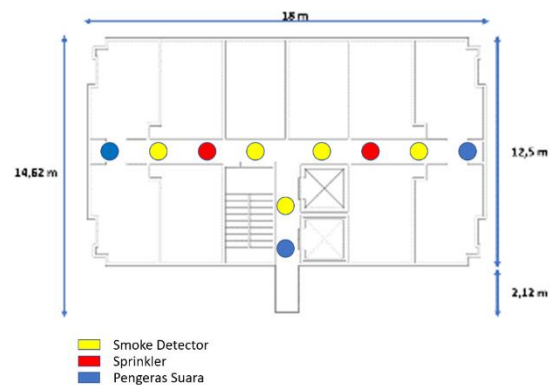 18 m
14,62 m
12,5 m
2,12 m
Smoke Detector
Sprinkler
Pengeras Suara